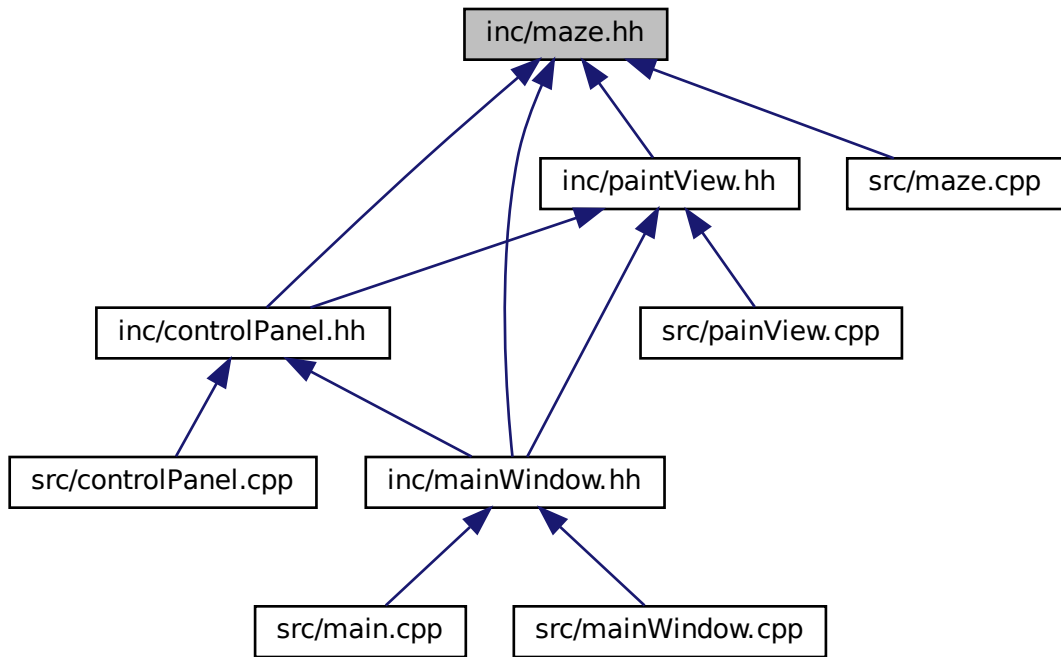 inc/maze.hh
inc/paintView.hh
src/maze.cpp
inc/controlPanel.hh
src/painView.cpp
src/controlPanel.cpp
inc/mainWindow.hh
src/main.cpp
src/mainWindow.cpp